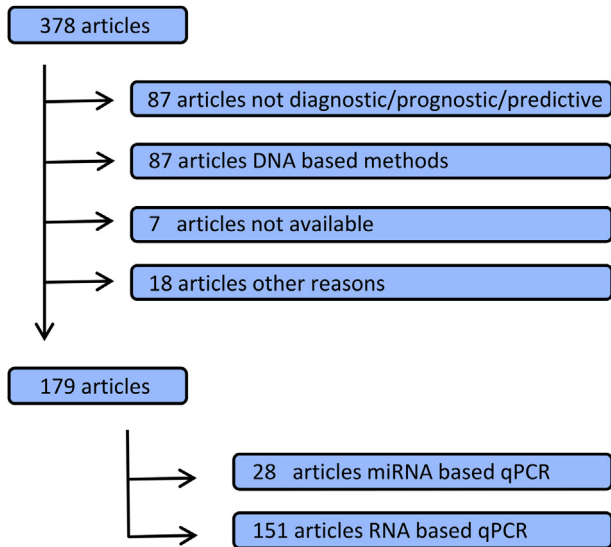 378 articles
87 articles not diagnostic/prognostic/predictive
87 articles DNA based methods
7 articles not available
18 articles other reasons
179 articles
28 articles miRNA based qPCR
151 articles RNA based qPCR